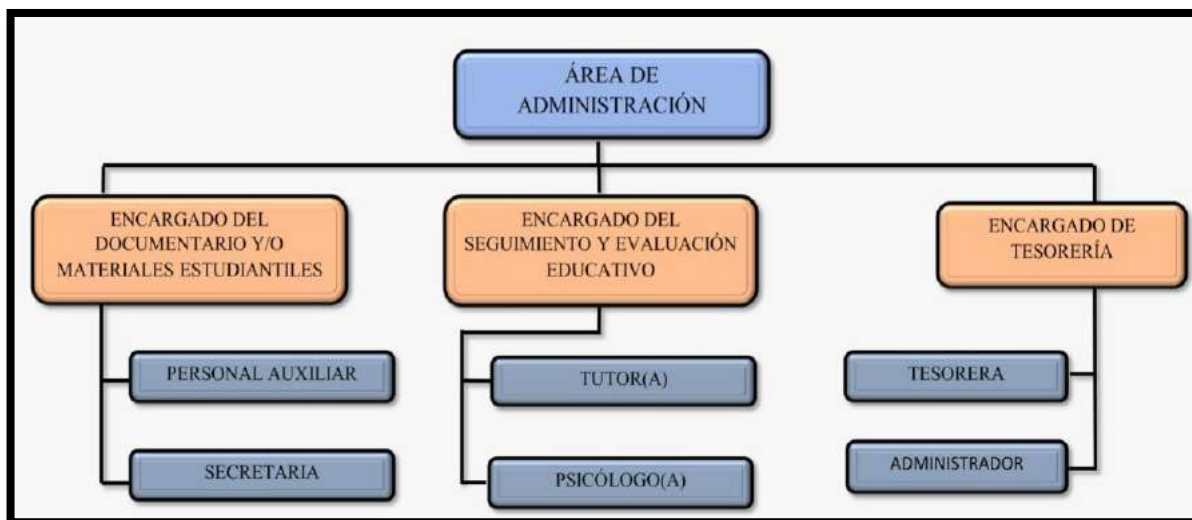 ÁREA DE
ADMINISTRACIÓN
ENCARGADO DEL
DOCUMENTARIO Y/O
MATERIALES ESTUDIANTILES
ENCARGADO DEL
SEGUIMIENTO Y EVALUACIÓN
EDUCATIVO
ENCARGADO DE
TESORERÍA
PERSONAL AUXILIAR
TUTOR(A)
TESORERA
SECRETARIA
PSICÓLOGO(A)
ADMINISTRADOR